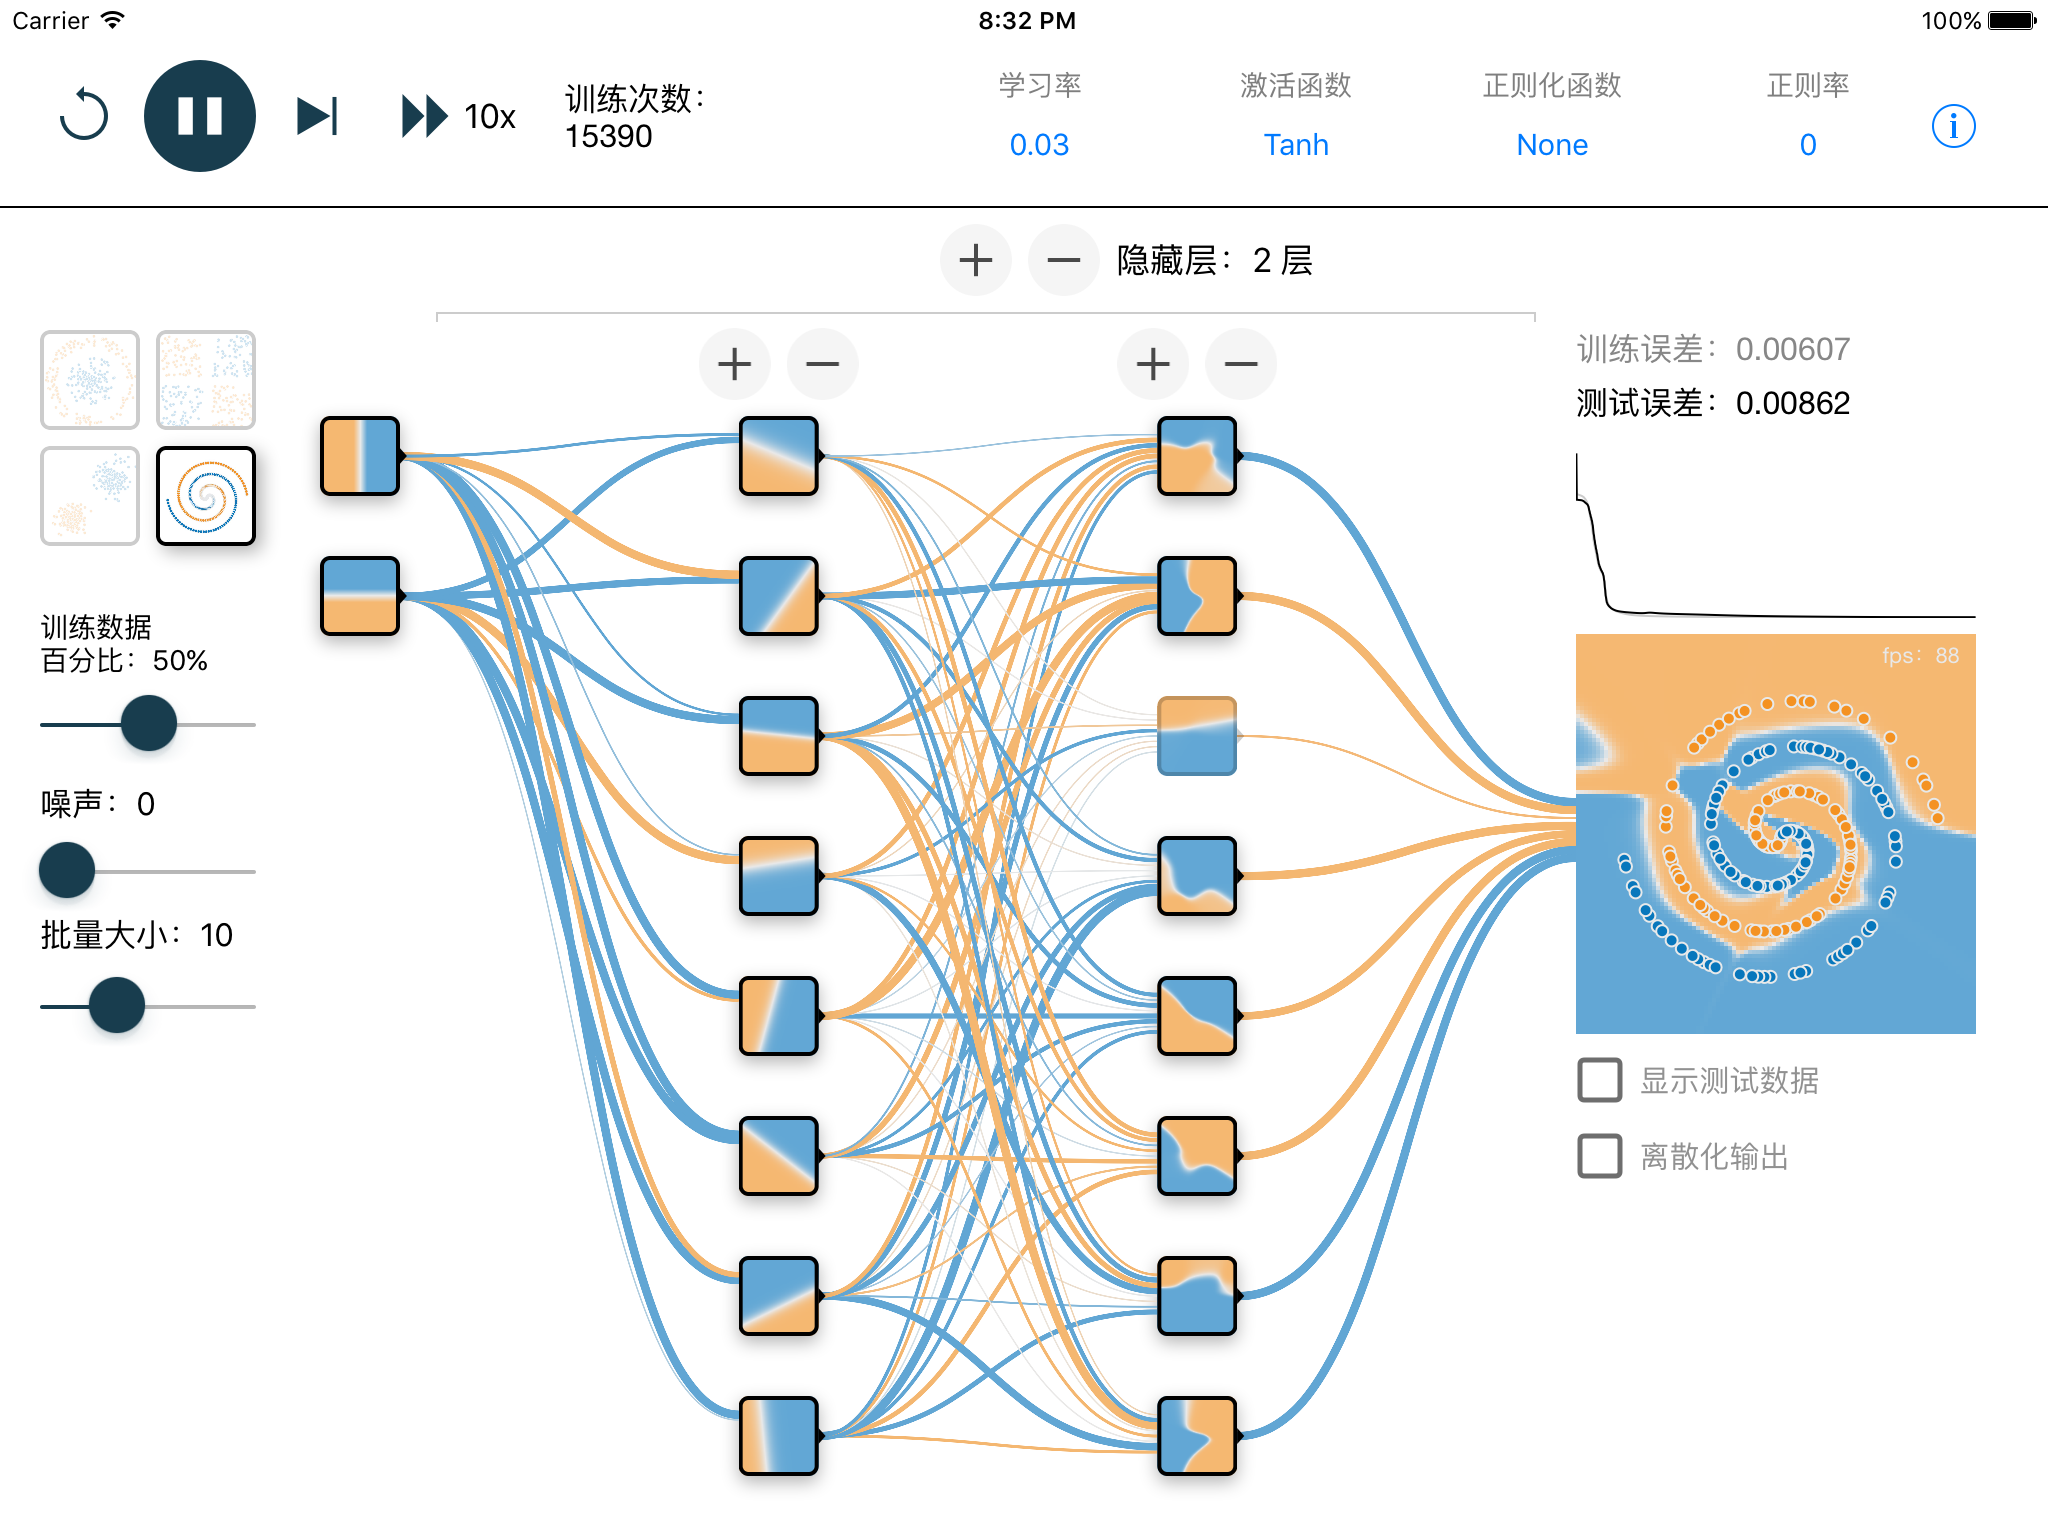 Carrier
8:32 PM
100%
10x
训练次数：
15390
学习率
0.03
激活函数
Tanh
正则化函数
None
正则率
0
i
隐藏层：2 层
训练误差：0.00607
测试误差：0.00862
fps：88
训练数据
百分比：50%
噪声：0
批量大小：10
显示测试数据
离散化输出